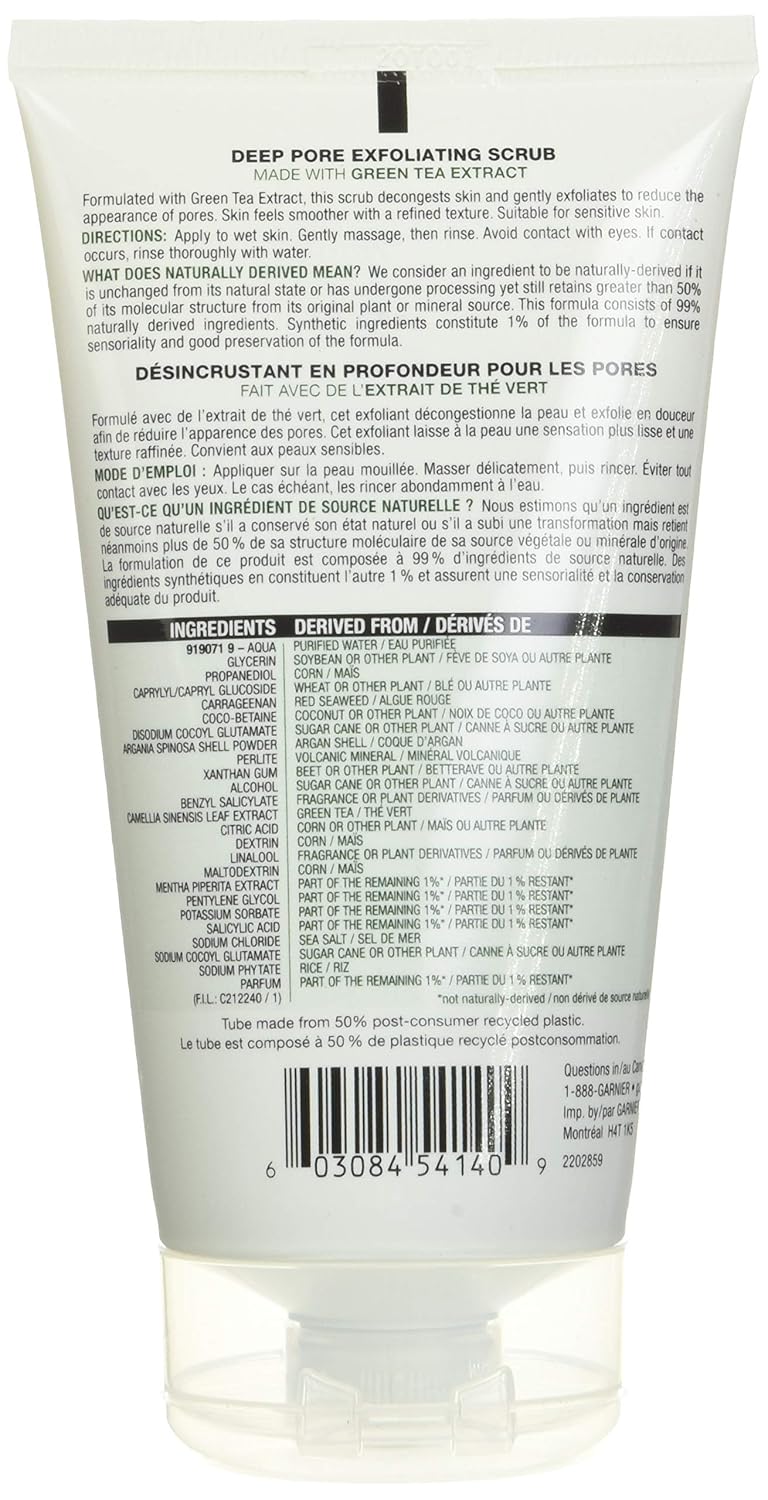 DEEP PORE EXFOLIATING SCRUB
MADE WITH GREEN TEA EXTRACT
Formulated with Green Tea Extract, this scrub decongests skin and gently exfoliates to reduce the
appearance of pores. Skin feels smoother with a refined texture. Suitable for sensitive skin.
DIRECTIONS: Apply to wet skin. Gently massage, then rinse. Avoid contact with eyes. If contact
occurs, rinse thoroughly with water.
WHAT DOES NATURALLY DERIVED MEAN? We consider an ingredient to be naturally-derived if it
is unchanged from its natural state or has undergone processing yet still retains greater than 50%
of its molecular structure from its original plant or mineral source. This formula consists of 99%
naturally derived ingredients. Synthetic ingredients constitute 1% of the formula to ensure
sensoriality and good preservation of the formula.
DÉSINCRUSTANT EN PROFONDEUR POUR LES PORES
FAIT AVEC DE L'EXTRAIT DE THÉ VERT
Formulé avec de l'extrait de thé vert, cet exfoliant décongestionne la peau et exfolie en douceur
afin de réduire l'apparence des pores. Cet exfoliant laisse à la peau une sensation plus lisse et une
texture raffinée. Convient aux peaux sensibles.
MODE D'EMPLOI : Appliquer sur la peau mouillée. Masser délicatement, puis rincer. Éviter tout
contact avec les yeux. Le cas échéant, les rincer abondamment à l'eau.
QU'EST-CE QU'UN INGRÉDIENT DE SOURCE NATURELLE ? Nous estimons qu'un ingrédient est
de source naturelle s'il a conservé son état naturel ou s'il a subi une transformation mais retient
néanmoins plus de 50 % de sa structure moléculaire de sa source végétale ou minérale d'origine.
La formulation de ce produit est composée à 99 % d'ingrédients de source naturelle. Des
ingrédients synthétiques en constituent l'autre 1 % et assurent une sensorialité et la conservation
adéquate du produit.
INGREDIENTS DERIVED FROM / DÉRIVÉS DE
919071 9 – AQUA PURIFIED WATER / EAU PURIFIÉE
GLYCERIN SOYBEAN OR OTHER PLANT / FÈVE DE SOYA OU AUTRE PLANTE
PROPANEDIOL CORN / MAÏS
CAPRYLYL/CAPRYL GLUCOSIDE WHEAT OR OTHER PLANT / BLÉ OU AUTRE PLANTE
CARRAGEENAN RED SEAWEED / ALGUE ROUGE
COCO-BETAINE COCONUT OR OTHER PLANT / NOIX DE COCO OU AUTRE PLANTE
DISODIUM COCOYL GLUTAMATE SUGAR CANE OR OTHER PLANT / CANNE À SUCRE OU AUTRE PLANTE
ARGANIA SPINOSA SHELL POWDER ARGAN SHELL / COQUE D'ARGAN
PERLITE VOLCANIC MINERAL / MINÉRAL VOLCANIQUE
XANTHAN GUM BEET OR OTHER PLANT / BETTERAVE OU AUTRE PLANTE
ALCOHOL SUGAR CANE OR OTHER PLANT / CANNE À SUCRE OU AUTRE PLANTE
BENZYL SALICYLATE FRAGRANCE OR PLANT DERIVATIVES / PARFUM OU DÉRIVÉS DE PLANTE
CAMELLIA SINENSIS LEAF EXTRACT GREEN TEA / THÉ VERT
CITRIC ACID CORN OR OTHER PLANT / MAÏS OU AUTRE PLANTE
DEXTRIN CORN / MAÏS
LINALOOL FRAGRANCE OR PLANT DERIVATIVES / PARFUM OU DÉRIVÉS DE PLANTE
MALTODEXTRIN CORN / MAÏS
MENTHA PIPERITA EXTRACT PART OF THE REMAINING 1%* / PARTIE DU 1 % RESTANT*
PENTYLENE GLYCOL PART OF THE REMAINING 1%* / PARTIE DU 1 % RESTANT*
POTASSIUM SORBATE PART OF THE REMAINING 1%* / PARTIE DU 1 % RESTANT*
SALICYLIC ACID PART OF THE REMAINING 1%* / PARTIE DU 1 % RESTANT*
SODIUM CHLORIDE SEA SALT / SEL DE MER
SODIUM COCOYL GLUTAMATE SUGAR CANE OR OTHER PLANT / CANNE À SUCRE OU AUTRE PLANTE
SODIUM PHYTATE RICE / RIZ
PARFUM PART OF THE REMAINING 1%* / PARTIE DU 1 % RESTANT*
(F.I.L.: C212240 / 1) *not naturally-derived / non dérivé de source
Tube made from 50% post-consumer recycled plastic.
Le tube est composé à 50 % de plastique recyclé postconsommation.
Questions in/au
1-888-GARNIER •
Imp. by/par
Montréal H4T 1K5
6 03084 54140 9
2202859